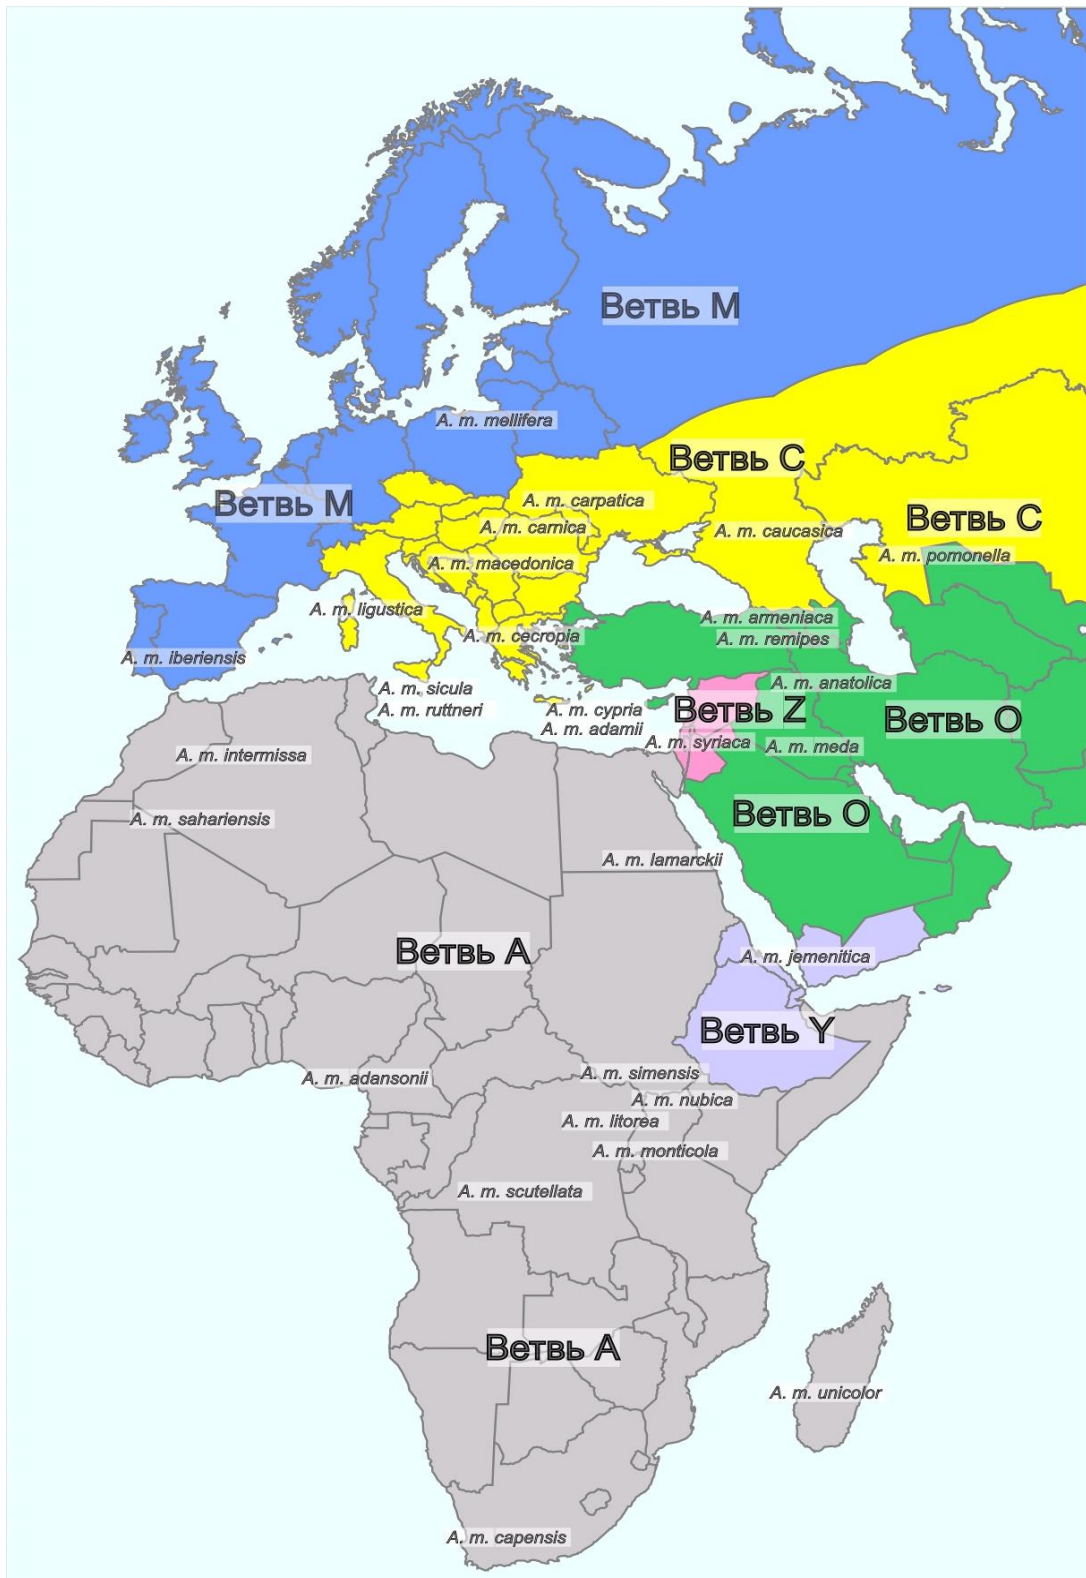 Ветвь М
A. m. mellifera
Ветвь С
Ветвь М
A. m. carpatica
Ветвь С
A. m. carnica
A. m. caucasica
A. m. pomonella
A. m. macedonica
A. m. ligustica
A. m. armeniaca
A. m. cecropia
A. m. remipes
A. m. iberiensis
A. m. anatolica
A. m. sicula
A. m. ruttneri
A. m. cypria
Ветвь Z
Ветвь О
A. m. adamii
A. m. syriaca
A. m. meda
A. m. intermissa
A. m. sahariensis
Ветвь О
A. m. lamarckii
Ветвь А
A. m. jemenitica
Ветвь Y
A. m. adansonii
A. m. simensis
A. m. nubica
A. m. litorea
A. m. monticola
A. m. scutellata
Ветвь А
A. m. unicolor
A. m. capensis